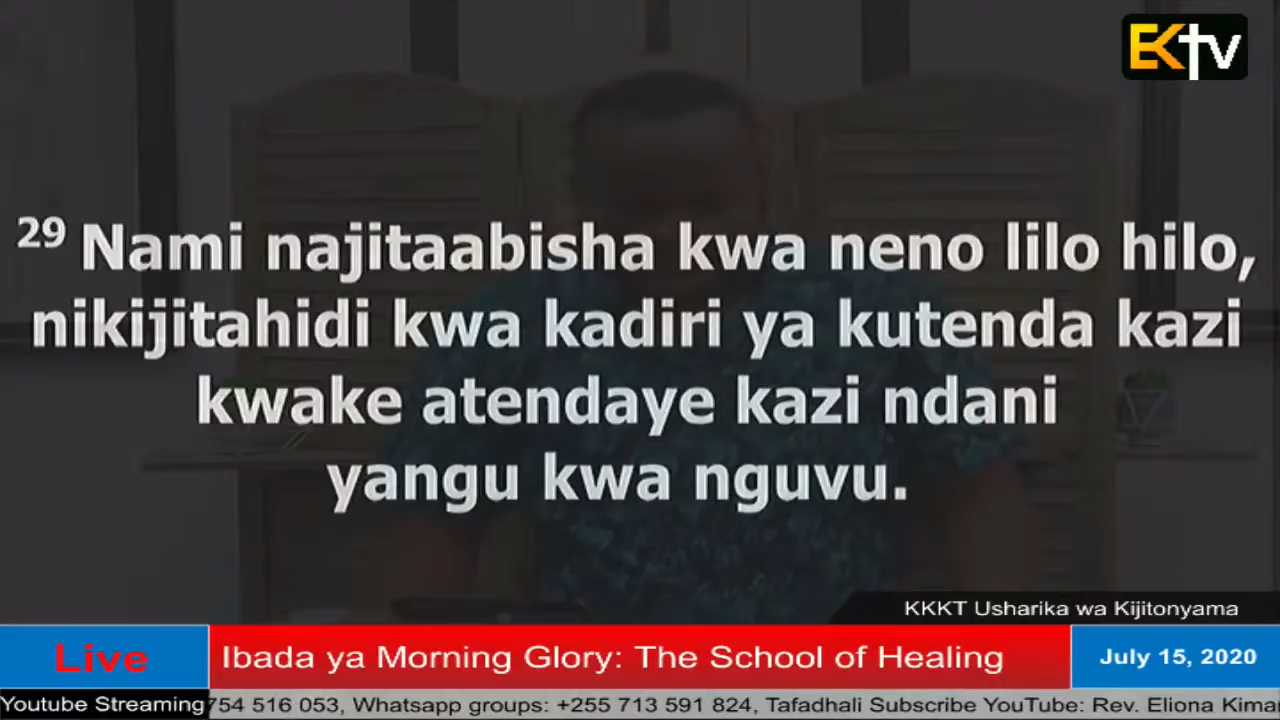 EKTV
29 Nami najitaabisha kwa neno lilo hilo,
nikijitahidi kwa kadiri ya kutenda kazi
kwake atendaye kazi ndani
yangu kwa nguvu.
KKKT Usharika wa Kijitonyama
Live
Ibada ya Morning Glory: The School of Healing
July 15, 2020
Youtube Streaming
754 516 053, Whatsapp groups: +255 713 591 824, Tafadhali Subscribe YouTube: Rev. Eliona Kimar